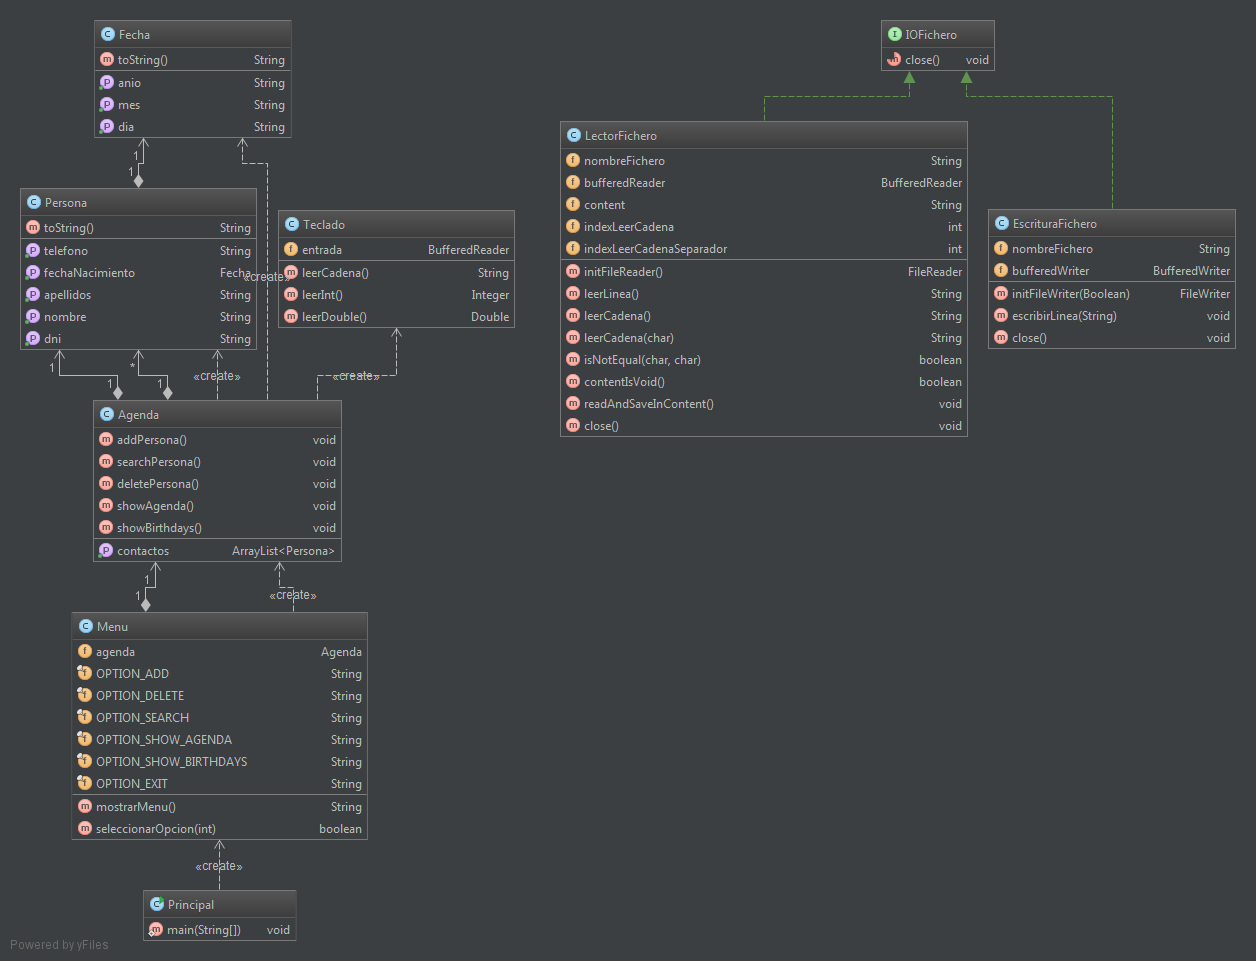 Fecha
toString() String
anio String
mes String
dia String
1
1
«create»
Persona
toString() String
telefono String
fechaNacimiento Fecha
apellidos String
nombre String
dni String
Teclado
entrada BufferedReader
leerCadena() String
leerInt() Integer
leerDouble() Double
1
1
*
1
«create»
«create»
Agenda
addPersona() void
searchPersona() void
deletePersona() void
showAgenda() void
showBirthdays() void
contactos ArrayList<Persona>
1
1
«create»
Menu
agenda Agenda
OPTION_ADD String
OPTION_DELETE String
OPTION_SEARCH String
OPTION_SHOW_AGENDA String
OPTION_SHOW_BIRTHDAYS String
OPTION_EXIT String
mostrarMenu() String
seleccionarOpcion(int) boolean
«create»
Principal
main(String[]) void
IOFichero
close() void
LectorFichero
nombreFichero String
bufferedReader BufferedReader
content String
indexLeerCadena int
indexLeerCadenaSeparador int
initFileReader() FileReader
leerLinea() String
leerCadena() String
leerCadena(char) String
isNotEqual(char, char) boolean
contentIsVoid() boolean
readAndSaveInContent() void
close() void
EscrituraFichero
nombreFichero String
bufferedWriter BufferedWriter
initFileWriter(Boolean) FileWriter
escribirLinea(String) void
close() void
Powered by yFiles